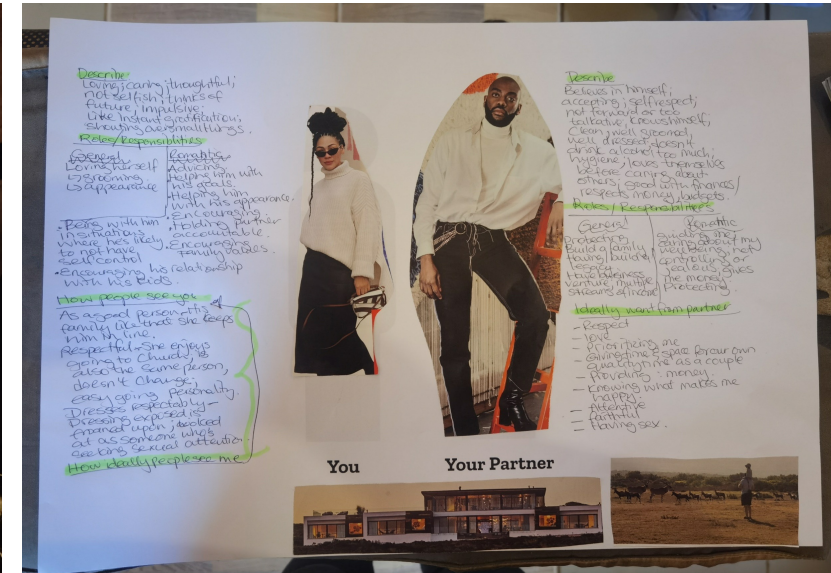 Describe
Loving; caring; thoughtful;
not selfish; thinks of
future; impulsive;
Like instant gratification;
showing over small things.
Roles/Responsibilities
General
Loving herself
↳ grooming
↳ appearance
Romantic
Advicing
Helping him with
his goals.
Helping him
with his appearance.
Encouraging.
Holding partner
accountable.
Encouraging
family values.
• Being with him
in situations
where he's likely
to not have
self control
• Encouraging his relationship
with his kids.
How people see you
As a good person. His
family like that she keeps
him in line.
Respectful - She enjoys
going to Church, is
also the same person,
doesn't change;
easy going personality.
Dresses respectably -
Dressing exposed is
frowned upon; looked
at as someone who's
seeking sexual attention.
How ideally people see me
Describe
Believes in himself;
accepting; self respect;
not forward or too
talkative, knows himself,
Clean, well groomed,
well dressed, doesn't
drink alcohol too much;
hygiene, loves themselves
before caring about
others, good with finances/
respects money, budgets.
Roles/Responsibilities
General
Protection
Build a family
Having/building
legacy
Have business
venture, multiple
streams of income
Romantic
guiding me,
caring about my
well being, not
controlling or
jealous, gives
me money
protecting
Ideally want from partner
- Respect
- love
- Prioritising me
- Giving time & space for our own
quality time as a couple
- Providing: money.
- Knowing what makes me
happy.
- Attentive
- faithful
- Having sex.
You
Your Partner